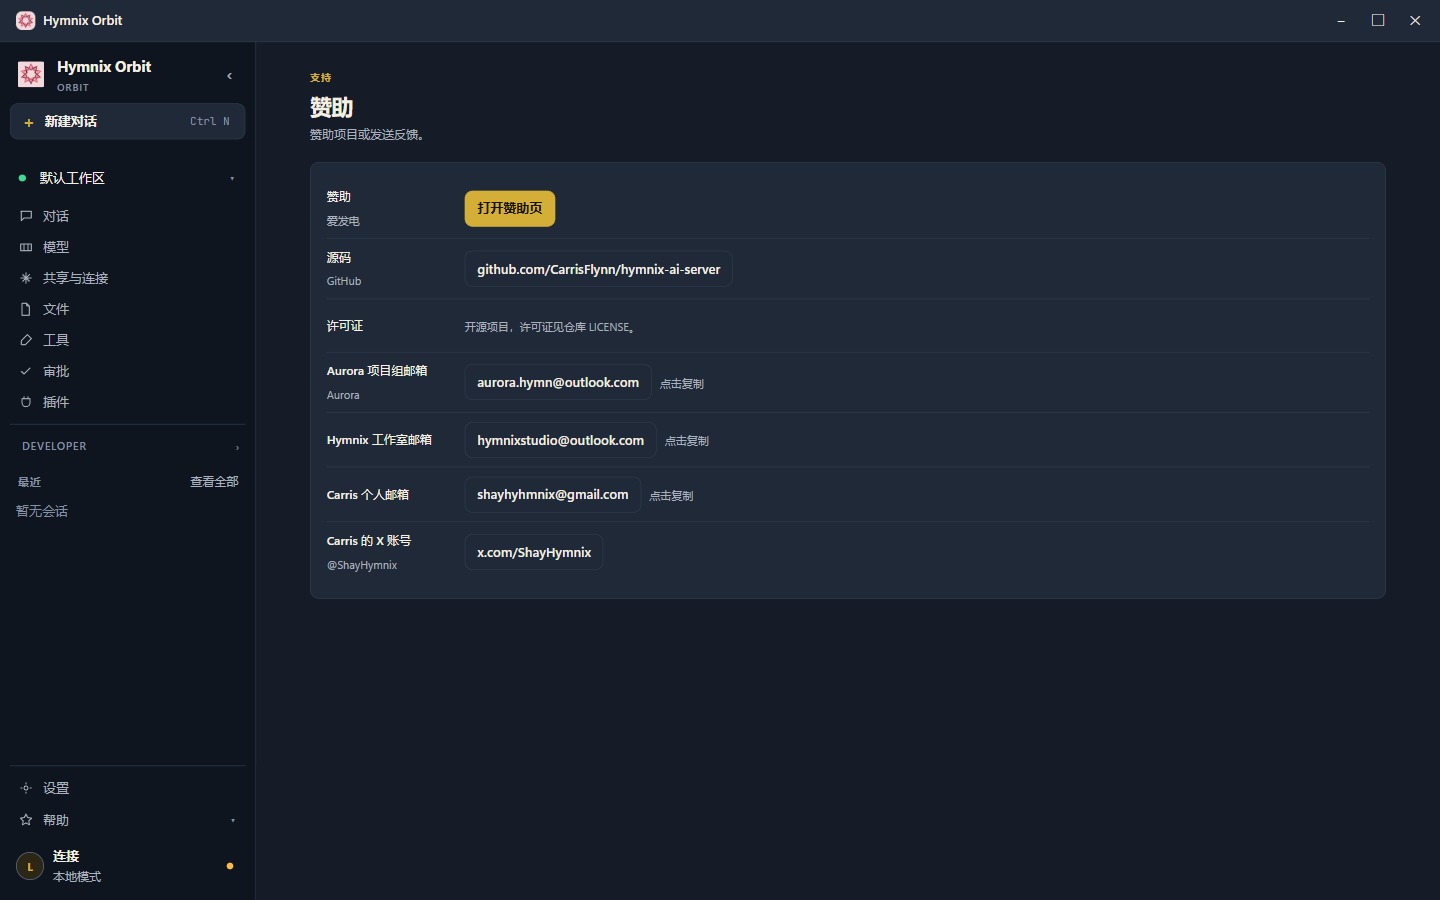 Hymnix Orbit
Hymnix Orbit
ORBIT
新建对话 Ctrl N
默认工作区
对话
模型
共享与连接
文件
工具
审批
插件
DEVELOPER
最近 查看全部
暂无会话
设置
帮助
L
连接
本地模式
支持
赞助
赞助项目或发送反馈。
赞助
爱发电
打开赞助页
源码
GitHub
github.com/CarrisFlynn/hymnix-ai-server
许可证
开源项目，许可证见仓库 LICENSE。
Aurora 项目组邮箱
Aurora
aurora.hymn@outlook.com 点击复制
Hymnix 工作室邮箱
hymnixstudio@outlook.com 点击复制
Carris 个人邮箱
shayhyhmnix@gmail.com 点击复制
Carris 的 X 账号
@ShayHymnix
x.com/ShayHymnix